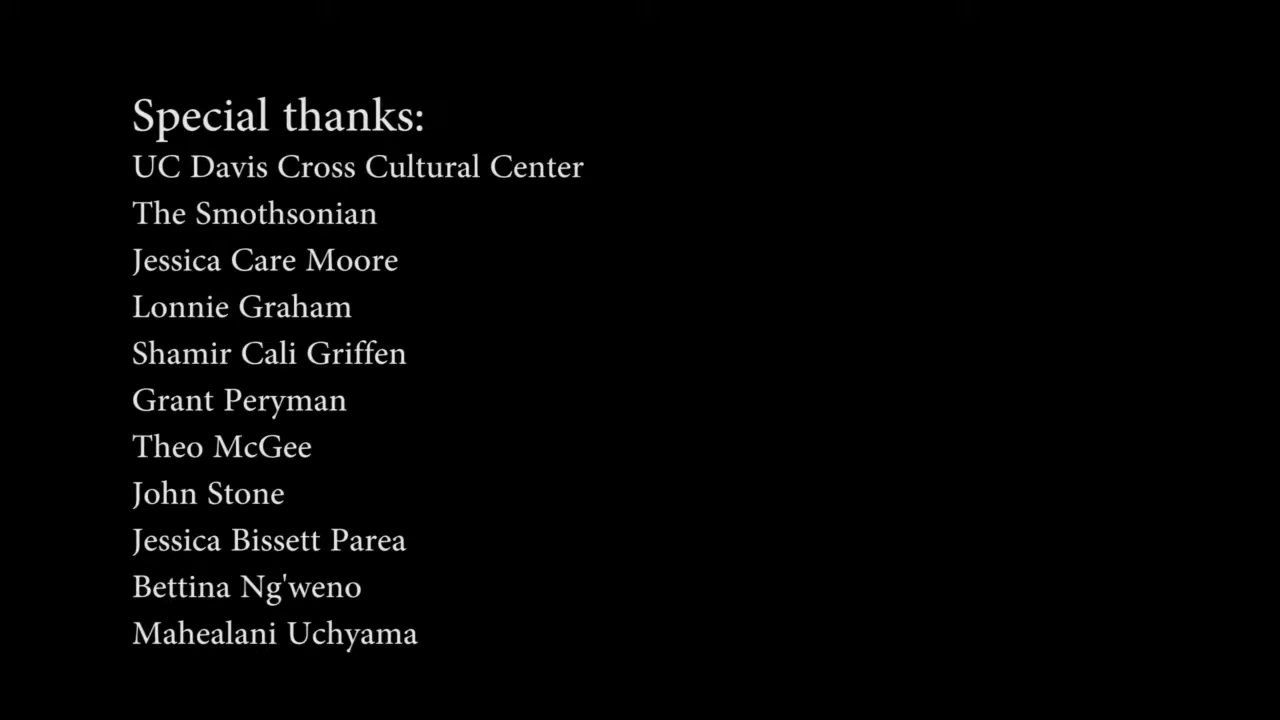 Special thanks:
UC Davis Cross Cultural Center
The Smothsonian
Jessica Care Moore
Lonnie Graham
Shamir Cali Griffen
Grant Peryman
Theo McGee
John Stone
Jessica Bissett Parea
Bettina Ng'weno
Mahealani Uchyama